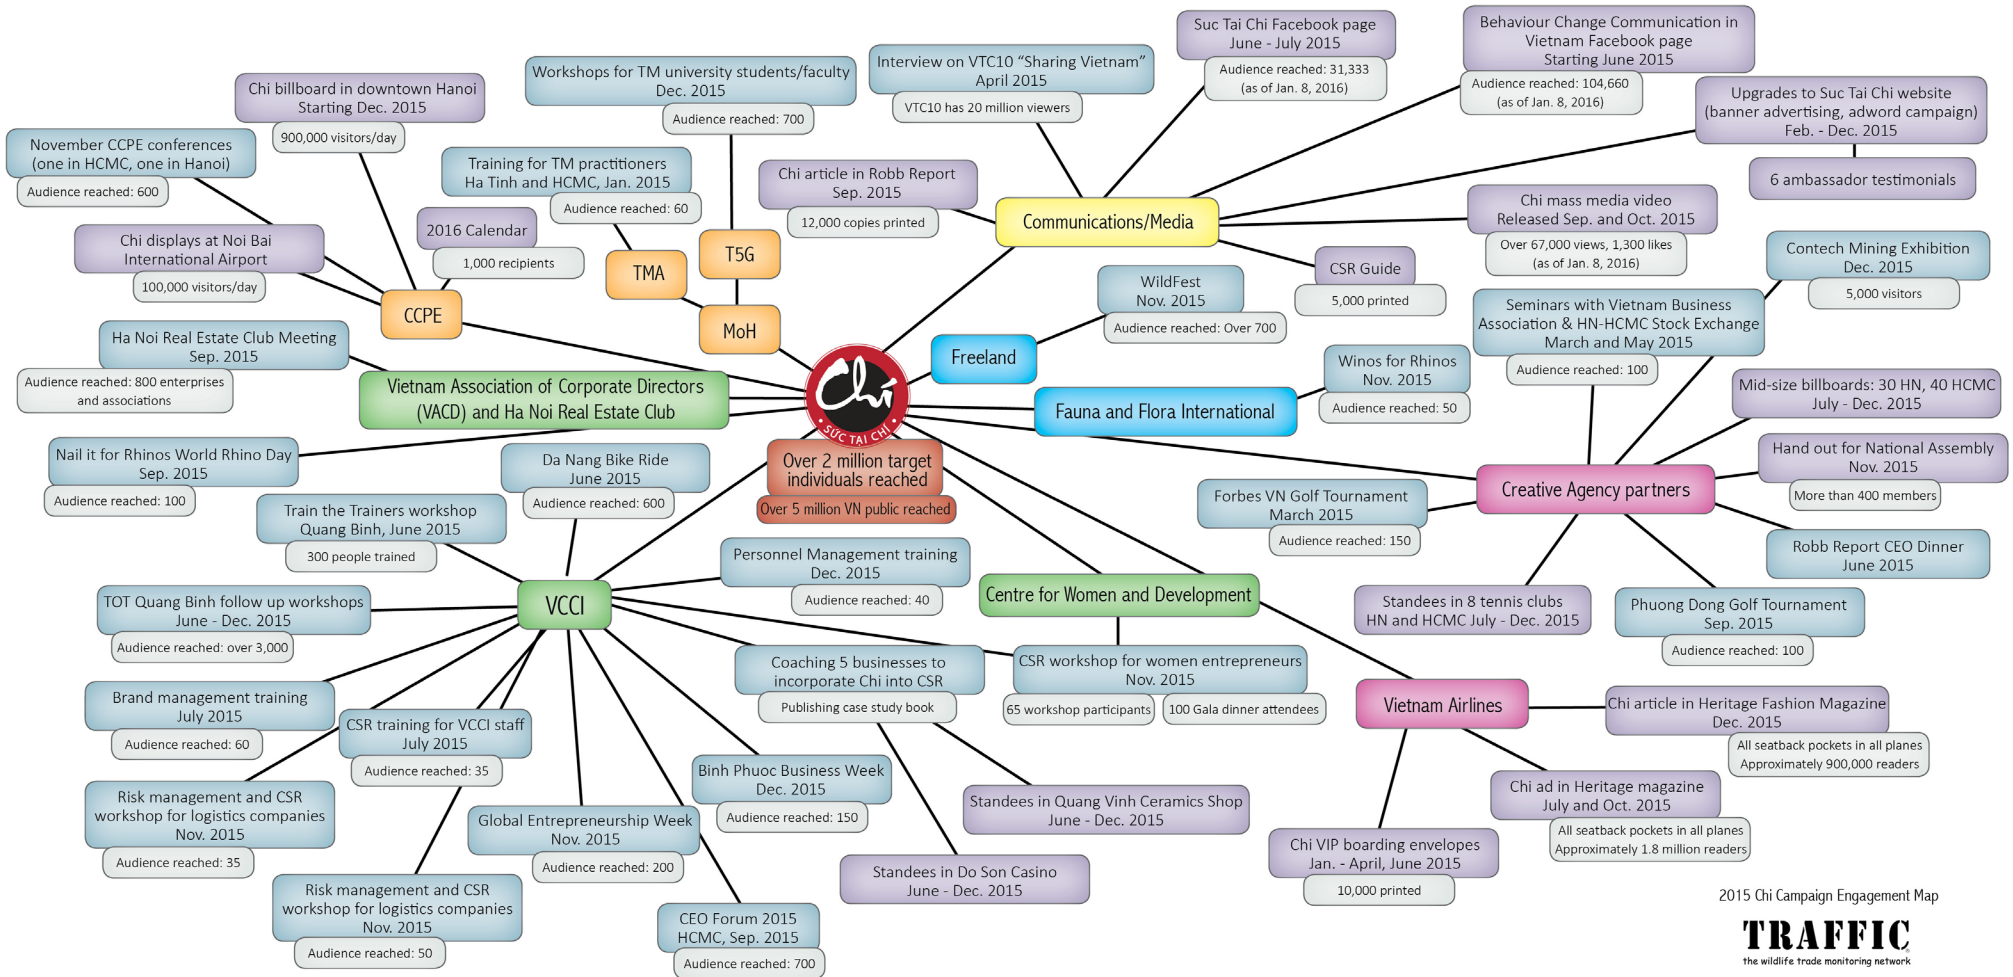 Suc Tai Chi Facebook page
June - July 2015
Audience reached: 31,333
(as of Jan. 8, 2016)
Behaviour Change Communication in
Vietnam Facebook page
Starting June 2015
Audience reached: 104,660
(as of Jan. 8, 2016)
Interview on VTC10 “Sharing Vietnam”
April 2015
VTC10 has 20 million viewers
Workshops for TM university students/faculty
Dec. 2015
Audience reached: 700
Chi billboard in downtown Hanoi
Starting Dec. 2015
900,000 visitors/day
Upgrades to Suc Tai Chi website
(banner advertising, adword campaign)
Feb. - Dec. 2015
6 ambassador testimonials
November CCPE conferences
(one in HCMC, one in Hanoi)
Audience reached: 600
Training for TM practitioners
Ha Tinh and HCMC, Jan. 2015
Audience reached: 60
Chi article in Robb Report
Sep. 2015
12,000 copies printed
Communications/Media
Chi mass media video
Released Sep. and Oct. 2015
Over 67,000 views, 1,300 likes
(as of Jan. 8, 2016)
Chi displays at Noi Bai
International Airport
100,000 visitors/day
2016 Calendar
1,000 recipients
TMA
T5G
MoH
CCPE
CSR Guide
5,000 printed
Contech Mining Exhibition
Dec. 2015
5,000 visitors
WildFest
Nov. 2015
Audience reached: Over 700
Freeland
Seminars with Vietnam Business
Association & HN-HCMC Stock Exchange
March and May 2015
Audience reached: 100
Ha Noi Real Estate Club Meeting
Sep. 2015
Audience reached: 800 enterprises
and associations
Vietnam Association of Corporate Directors
(VACD) and Ha Noi Real Estate Club
Chí
SỨC TẠI CHÍ
Fauna and Flora International
Winos for Rhinos
Nov. 2015
Audience reached: 50
Mid-size billboards: 30 HN, 40 HCMC
July - Dec. 2015
Nail it for Rhinos World Rhino Day
Sep. 2015
Audience reached: 100
Da Nang Bike Ride
June 2015
Audience reached: 600
Over 2 million target
individuals reached
Over 5 million VN public reached
Hand out for National Assembly
Nov. 2015
More than 400 members
Creative Agency partners
Forbes VN Golf Tournament
March 2015
Audience reached: 150
Robb Report CEO Dinner
June 2015
Train the Trainers workshop
Quang Binh, June 2015
300 people trained
Personnel Management training
Dec. 2015
Audience reached: 40
Centre for Women and Development
VCCI
Standees in 8 tennis clubs
HN and HCMC July - Dec. 2015
Phuong Dong Golf Tournament
Sep. 2015
Audience reached: 100
TOT Quang Binh follow up workshops
June - Dec. 2015
Audience reached: over 3,000
Coaching 5 businesses to
incorporate Chi into CSR
Publishing case study book
CSR workshop for women entrepreneurs
Nov. 2015
65 workshop participants
100 Gala dinner attendees
Vietnam Airlines
Chi article in Heritage Fashion Magazine
Dec. 2015
All seatback pockets in all planes
Approximately 900,000 readers
Brand management training
July 2015
Audience reached: 60
CSR training for VCCI staff
July 2015
Audience reached: 35
Binh Phuoc Business Week
Dec. 2015
Audience reached: 150
Chi ad in Heritage magazine
July and Oct. 2015
All seatback pockets in all planes
Approximately 1.8 million readers
Risk management and CSR
workshop for logistics companies
Nov. 2015
Audience reached: 35
Global Entrepreneurship Week
Nov. 2015
Audience reached: 200
Standees in Quang Vinh Ceramics Shop
June - Dec. 2015
Chi VIP boarding envelopes
Jan. - April, June 2015
10,000 printed
Standees in Do Son Casino
June - Dec. 2015
Risk management and CSR
workshop for logistics companies
Nov. 2015
Audience reached: 50
CEO Forum 2015
HCMC, Sep. 2015
Audience reached: 700
2015 Chi Campaign Engagement Map
TRAFFIC
the wildlife trade monitoring network